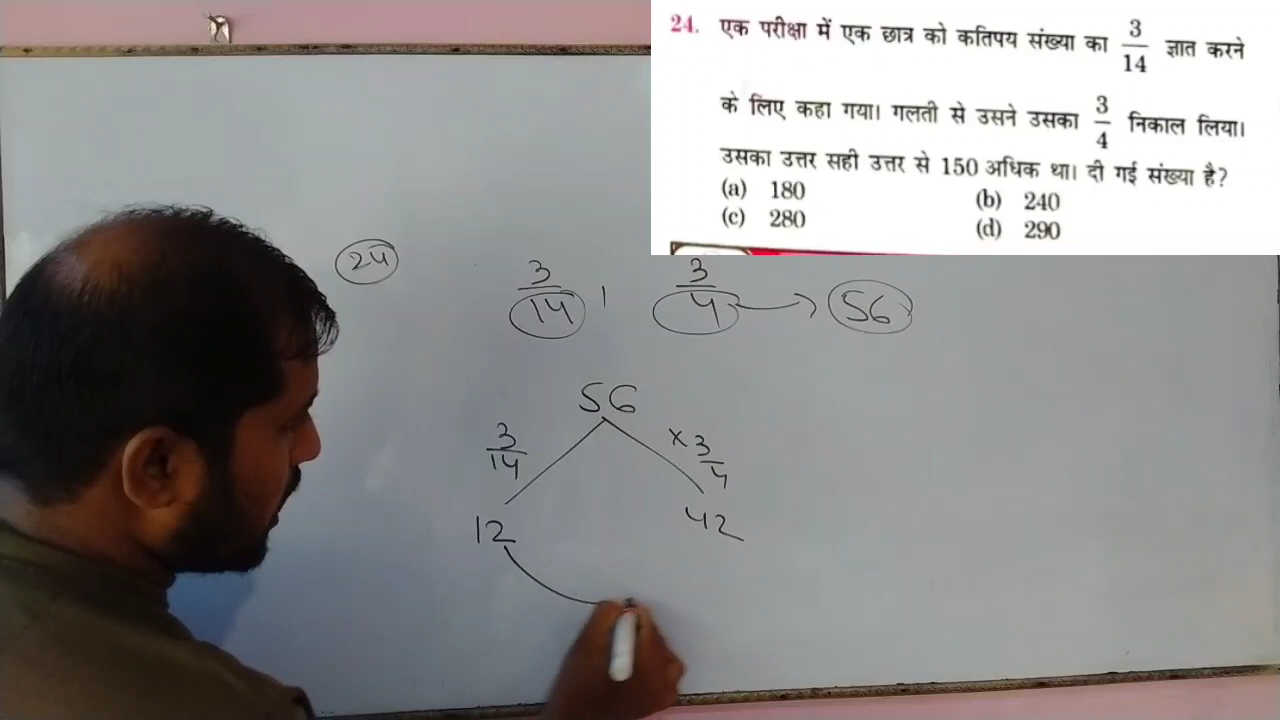 24. एक परीक्षा में एक छात्र को कतिपय संख्या का 3/14 ज्ञात करने
के लिए कहा गया। गलती से उसने उसका 3/4 निकाल लिया।
उसका उत्तर सही उत्तर से 150 अधिक था। दी गई संख्या है?
(a) 180 (b) 240
(c) 280 (d) 290
24
3/14 , 3/4 56
56
3/14 × 3/4
12 42